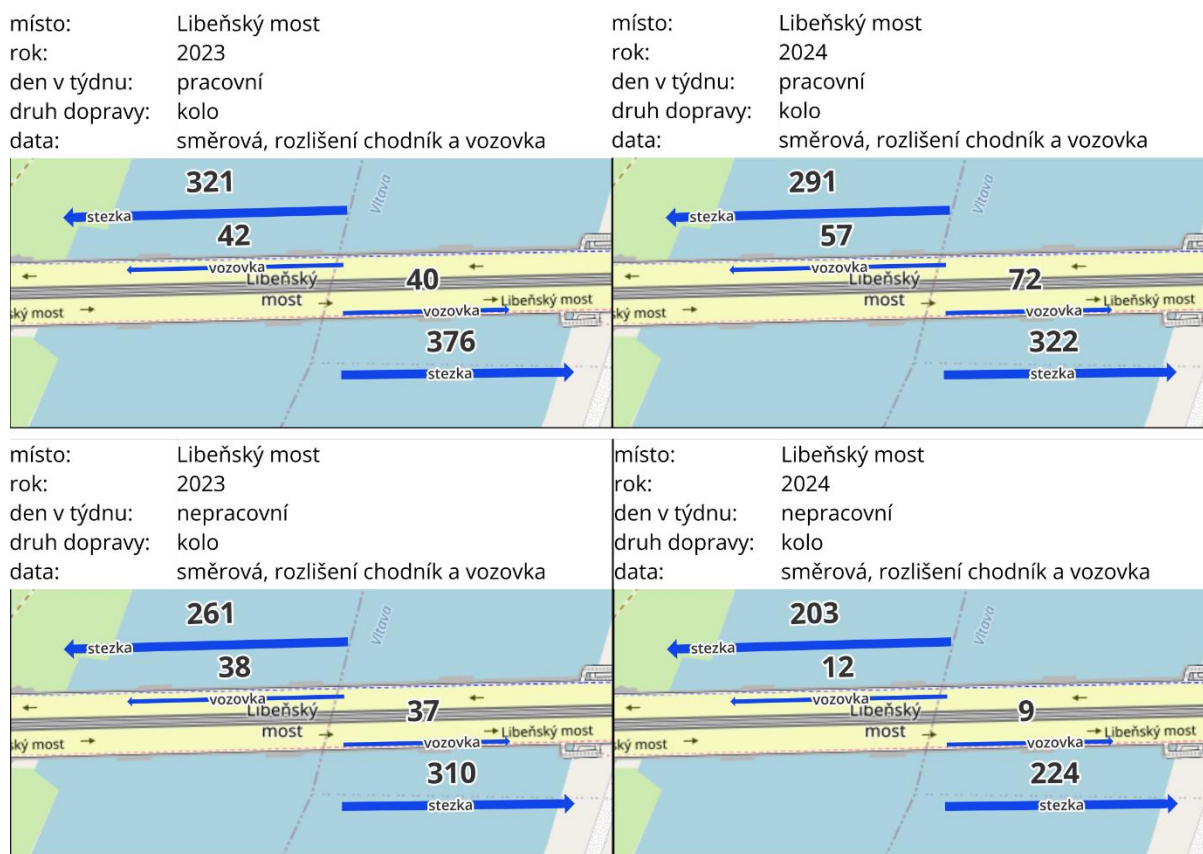 místo: Libeňský most
rok: 2023
den v týdnu: pracovní
druh dopravy: kolo
data: směrová, rozlišení chodník a vozovka
321
Vltava
stezka
42
vozovka
Libeňský
most
40
Libeňský most
ský most
vozovka
376
stezka
místo: Libeňský most
rok: 2024
den v týdnu: pracovní
druh dopravy: kolo
data: směrová, rozlišení chodník a vozovka
291
Vltava
stezka
57
vozovka
Libeňský
most
72
Libeňský most
ký most
vozovka
322
stezka
místo: Libeňský most
rok: 2023
den v týdnu: nepracovní
druh dopravy: kolo
data: směrová, rozlišení chodník a vozovka
261
Vltava
stezka
38
vozovka
Libeňský
most
37
Libeňský most
ký most
vozovka
310
stezka
místo: Libeňský most
rok: 2024
den v týdnu: nepracovní
druh dopravy: kolo
data: směrová, rozlišení chodník a vozovka
203
Vltava
stezka
12
vozovka
Libeňský
most
9
Libeňský most
ký most
vozovka
224
stezka